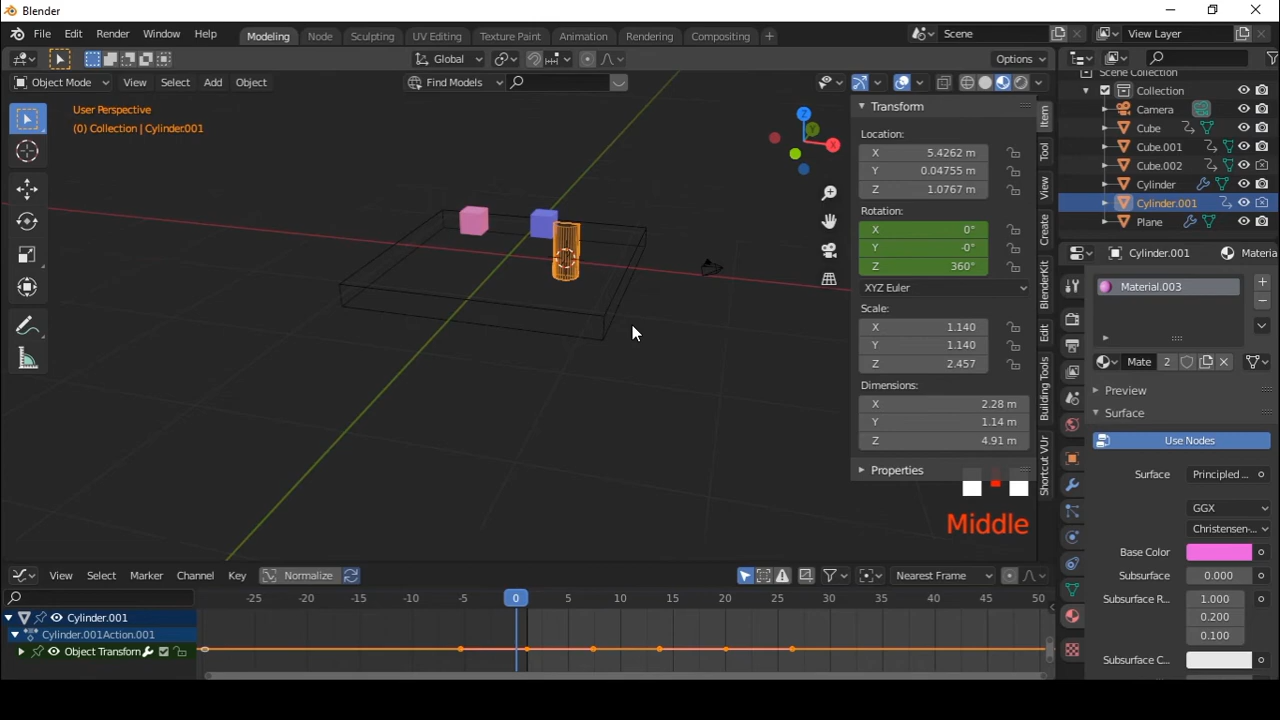 Blender
File Edit Render Window Help
Modeling Node Sculpting UV Editing Texture Paint Animation Rendering Compositing
Scene
View Layer
Global
Options
Object Mode View Select Add Object
Find Models
User Perspective
(0) Collection | Cylinder.001
Z
X
Transform
Location:
X 5.4262 m
Y 0.04755 m
Z 1.0767 m
Rotation:
X 0°
Y -0°
Z 360°
XYZ Euler
Scale:
X 1.140
Y 1.140
Z 2.457
Dimensions:
X 2.28 m
Y 1.14 m
Z 4.91 m
Properties
Item
Tool
View
Create
BlenderKit
Edit
Building Tools
Shortcut VUr
Middle
Scene Collection
Collection
Camera
Cube
Cube.001
Cube.002
Cylinder
Cylinder.001
Plane
Cylinder.001 Materia
Material.003
Mate 2
Preview
Surface
Use Nodes
Surface Principled ...
GGX
Christensen-...
Base Color
Subsurface 0.000
Subsurface R... 1.000
0.200
0.100
Subsurface C...
View Select Marker Channel Key Normalize
Nearest Frame
-25 -20 -15 -10 -5 0 5 10 15 20 25 30 35 40 45 50
Cylinder.001
Cylinder.001Action.001
Object Transform